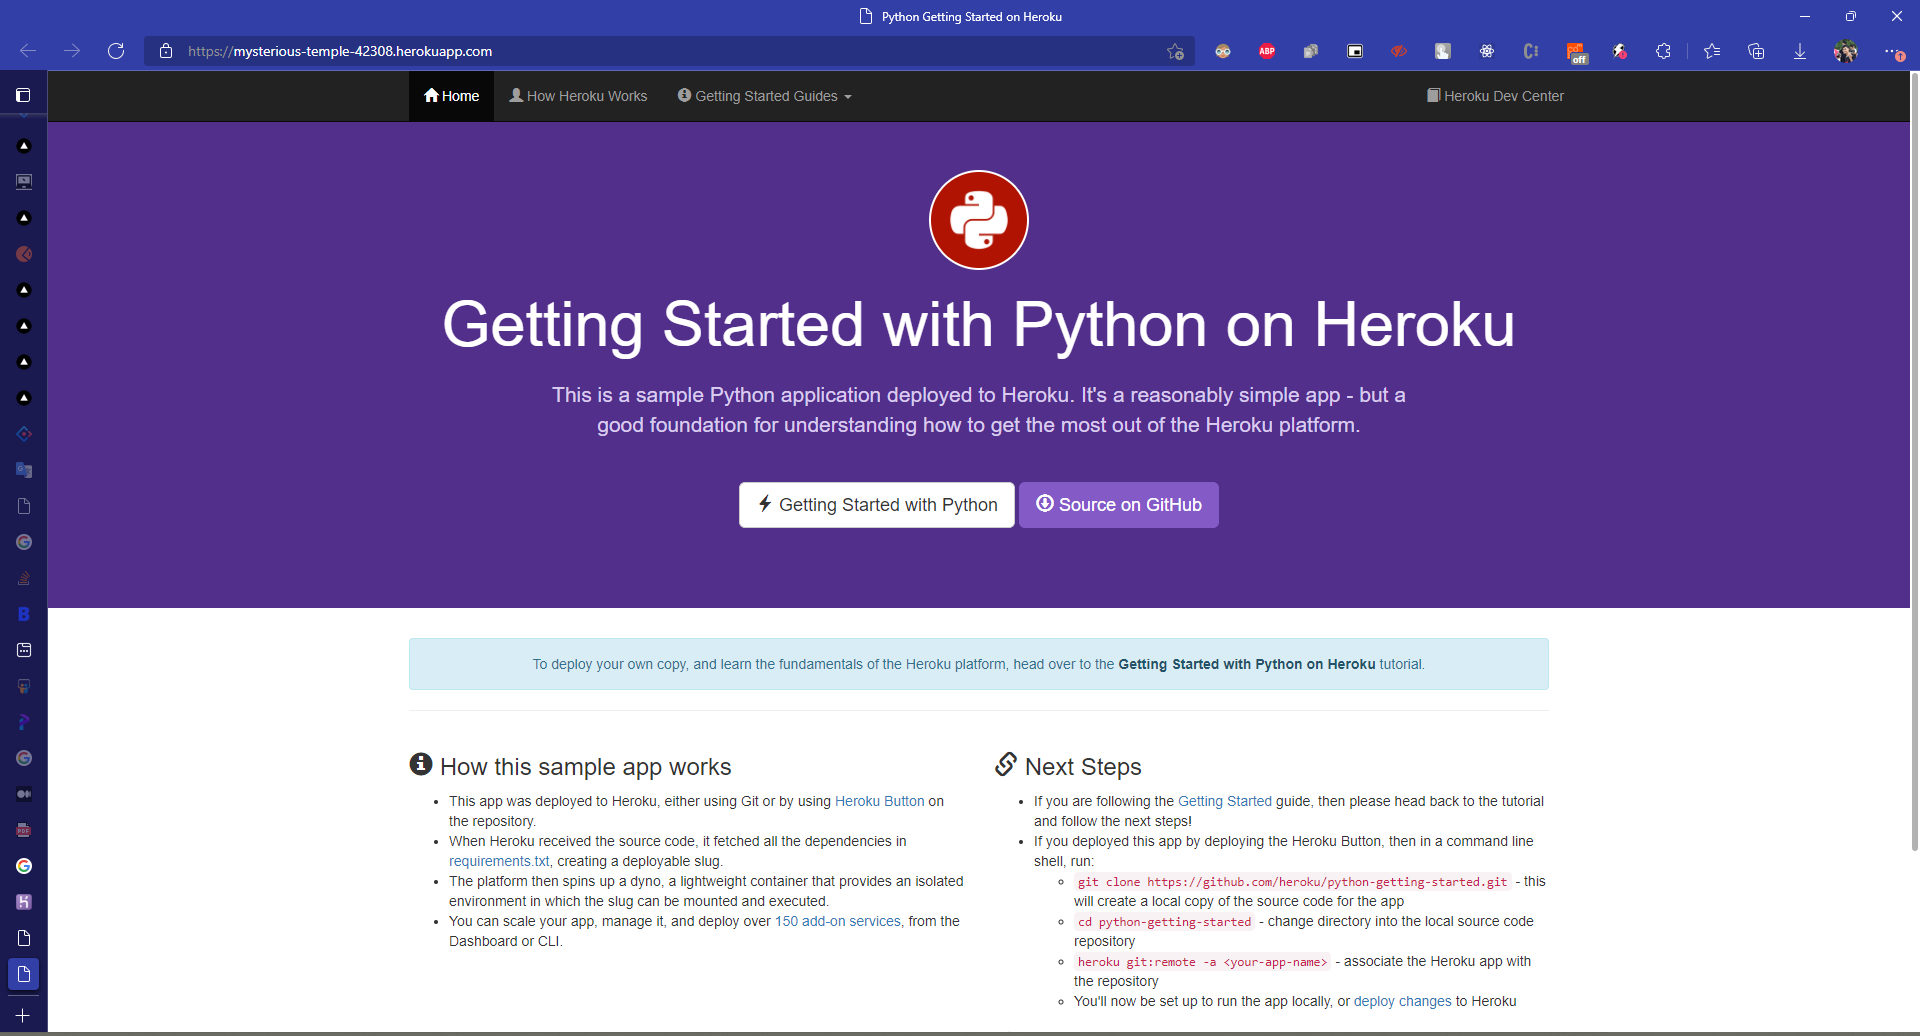 Python Getting Started on Heroku
https://mysterious-temple-42308.herokuapp.com
ABP
off
1
Home
How Heroku Works
Getting Started Guides
Heroku Dev Center
Getting Started with Python on Heroku
This is a sample Python application deployed to Heroku. It's a reasonably simple app - but a
good foundation for understanding how to get the most out of the Heroku platform.
Getting Started with Python
Source on GitHub
To deploy your own copy, and learn the fundamentals of the Heroku platform, head over to the Getting Started with Python on Heroku tutorial.
How this sample app works
This app was deployed to Heroku, either using Git or by using Heroku Button on
the repository.
When Heroku received the source code, it fetched all the dependencies in
requirements.txt, creating a deployable slug.
The platform then spins up a dyno, a lightweight container that provides an isolated
environment in which the slug can be mounted and executed.
You can scale your app, manage it, and deploy over 150 add-on services, from the
Dashboard or CLI.
Next Steps
If you are following the Getting Started guide, then please head back to the tutorial
and follow the next steps!
If you deployed this app by deploying the Heroku Button, then in a command line
shell, run:
git clone https://github.com/heroku/python-getting-started.git - this
will create a local copy of the source code for the app
cd python-getting-started - change directory into the local source code
repository
heroku git:remote -a <your-app-name> - associate the Heroku app with
the repository
You'll now be set up to run the app locally, or deploy changes to Heroku